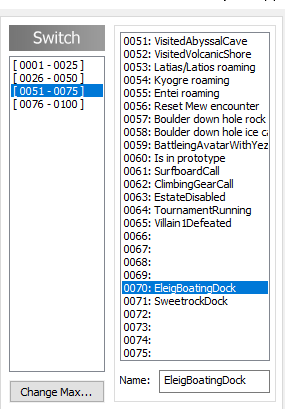 Switch
[ 0001 - 0025 ]
[ 0026 - 0050 ]
[ 0051 - 0075 ]
[ 0076 - 0100 ]
Change Max...
0051: VisitedAbyssalCave
0052: VisitedVolcanicShore
0053: Latias/Latios roaming
0054: Kyogre roaming
0055: Entei roaming
0056: Reset Mew encounter
0057: Boulder down hole rock
0058: Boulder down hole ice ca
0059: BattleingAvatarWithYez
0060: Is in prototype
0061: SurfboardCall
0062: ClimbingGearCall
0063: EstateDisabled
0064: TournamentRunning
0065: Villain1Defeated
0066:
0067:
0068:
0069:
0070: EleigBoatingDock
0071: SweetrockDock
0072:
0073:
0074:
0075:
Name: EleigBoatingDock